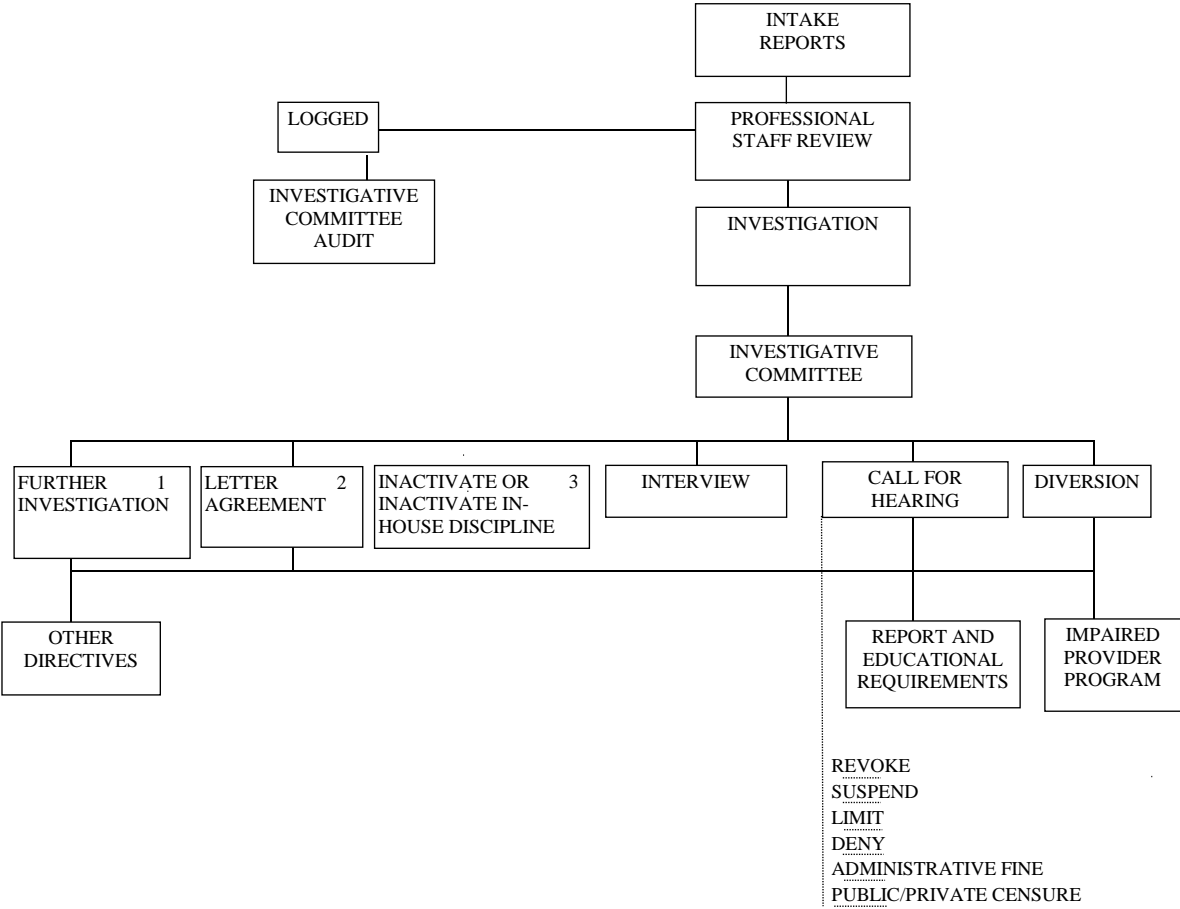 INTAKE
REPORTS
LOGGED
PROFESSIONAL
STAFF REVIEW
INVESTIGATIVE
COMMITTEE
AUDIT
INVESTIGATION
INVESTIGATIVE
COMMITTEE
FURTHER 1
INVESTIGATION
LETTER 2
AGREEMENT
INACTIVATE OR 3
INACTIVATE IN-
HOUSE DISCIPLINE
INTERVIEW
CALL FOR
HEARING
DIVERSION
OTHER
DIRECTIVES
REPORT AND
EDUCATIONAL
REQUIREMENTS
IMPAIRED
PROVIDER
PROGRAM
REVOKE
SUSPEND
LIMIT
DENY
ADMINISTRATIVE FINE
PUBLIC/PRIVATE CENSURE